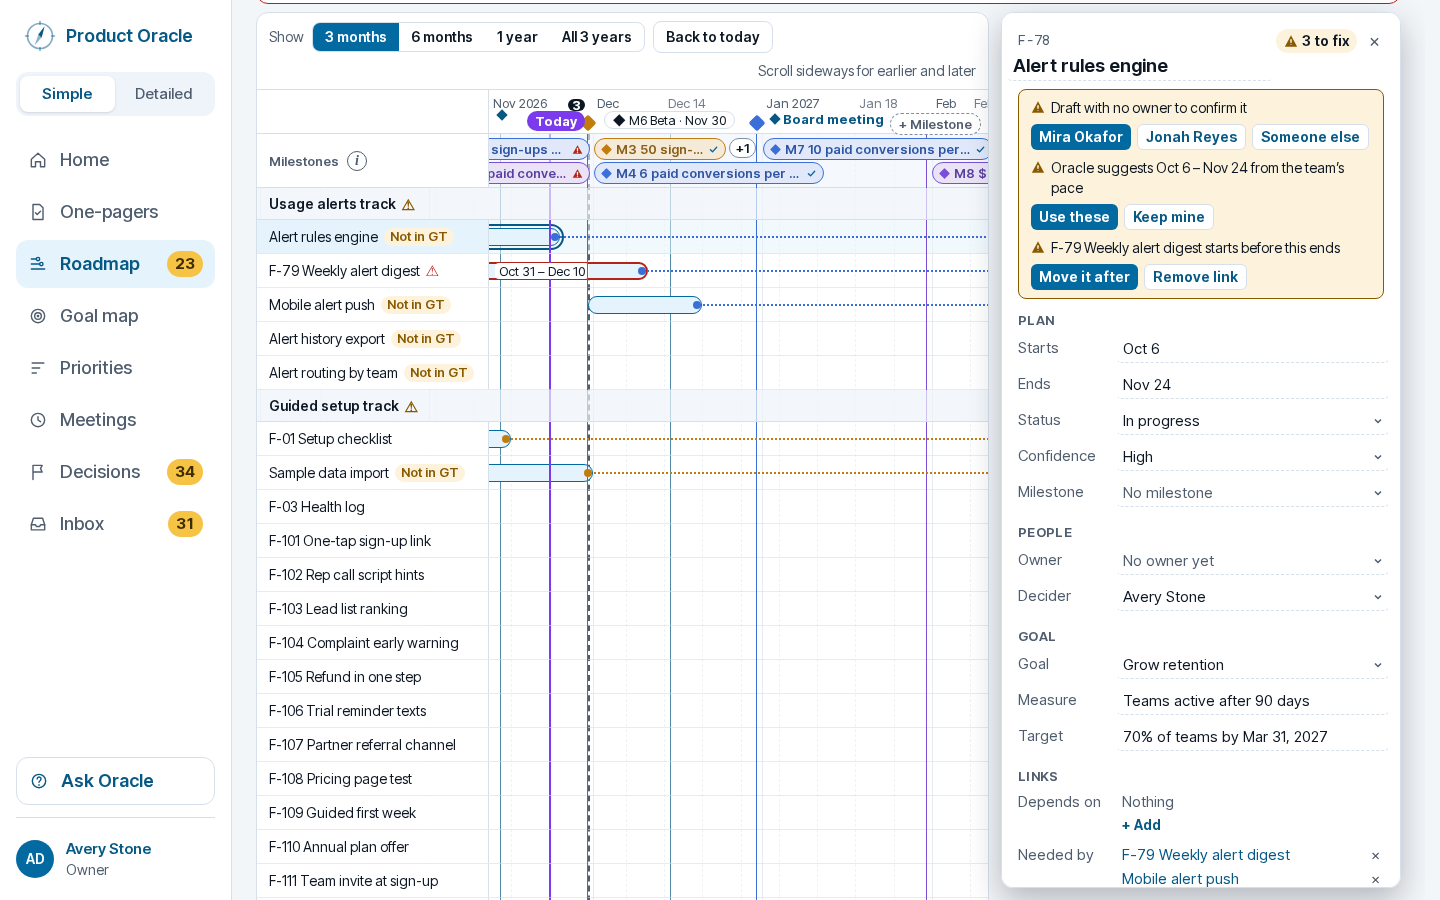 Product Oracle
Simple
Detailed
Home
One-pagers
Roadmap
23
Goal map
Priorities
Meetings
Decisions
34
Inbox
31
Ask Oracle
AD
Avery Stone
Owner
Show
3 months
6 months
1 year
All 3 years
Back to today
Scroll sideways for earlier and later
Nov 2026
3
Dec
Dec 14
Jan 2027
Jan 18
Feb
Today
M6 Beta · Nov 30
Board meeting
+ Milestone
Milestones
i
sign-ups ...
M3 50 sign-...
+1
M7 10 paid conversions per...
paid conve...
M4 6 paid conversions per ...
M8 $
Usage alerts track
Alert rules engine
Not in GT
F-79 Weekly alert digest
Oct 31 – Dec 10
Mobile alert push
Not in GT
Alert history export
Not in GT
Alert routing by team
Not in GT
Guided setup track
F-01 Setup checklist
Sample data import
Not in GT
F-03 Health log
F-101 One-tap sign-up link
F-102 Rep call script hints
F-103 Lead list ranking
F-104 Complaint early warning
F-105 Refund in one step
F-106 Trial reminder texts
F-107 Partner referral channel
F-108 Pricing page test
F-109 Guided first week
F-110 Annual plan offer
F-111 Team invite at sign-up
F-78
3 to fix
×
Alert rules engine
Draft with no owner to confirm it
Mira Okafor
Jonah Reyes
Someone else
Oracle suggests Oct 6 – Nov 24 from the team's
pace
Use these
Keep mine
F-79 Weekly alert digest starts before this ends
Move it after
Remove link
PLAN
Starts
Oct 6
Ends
Nov 24
Status
In progress
Confidence
High
Milestone
No milestone
PEOPLE
Owner
No owner yet
Decider
Avery Stone
GOAL
Goal
Grow retention
Measure
Teams active after 90 days
Target
70% of teams by Mar 31, 2027
LINKS
Depends on
Nothing
+ Add
Needed by
F-79 Weekly alert digest
×
Mobile alert push
×